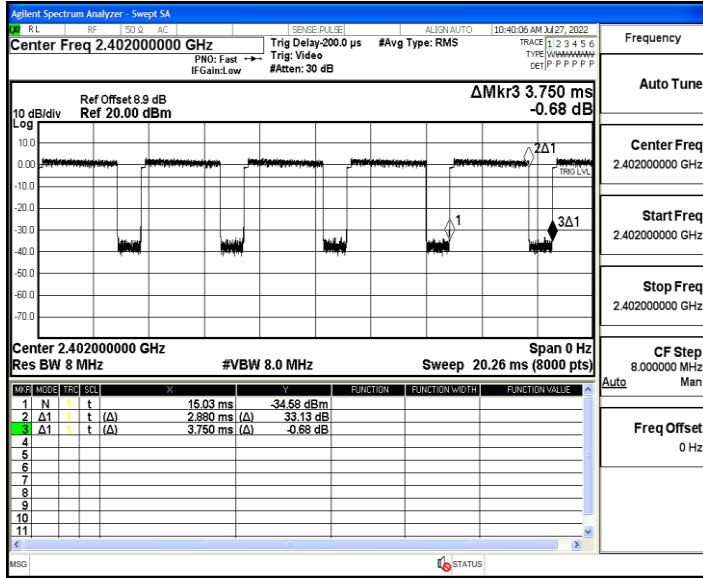 Agilent Spectrum Analyzer - Swept SA
RL RF 50 Ω AC SENSE:PULSE ALIGN AUTO 10:40:06 AM Jul 27, 2022
Center Freq 2.402000000 GHz
PNO: Fast
IFGain:Low
Trig Delay-200.0 µs
Trig: Video
#Atten: 30 dB
#Avg Type: RMS
TRACE 1 2 3 4 5 6
TYPE
DET P P P P P P
Ref Offset 8.9 dB
10 dB/div Ref 20.00 dBm
Log
ΔMkr3 3.750 ms
-0.68 dB
10.0
0.00
-10.0
-20.0
-30.0
-40.0
-50.0
-60.0
-70.0
2Δ1
TRIG LVL
1
3Δ1
Center 2.402000000 GHz Span 0 Hz
Res BW 8 MHz #VBW 8.0 MHz Sweep 20.26 ms (8000 pts)
MKR MODE TRC SCL X Y FUNCTION FUNCTION WIDTH FUNCTION VALUE
1 N 1 t 15.03 ms -34.58 dBm
2 Δ1 1 t (Δ) 2.880 ms (Δ) 33.13 dB
3 Δ1 1 t (Δ) 3.750 ms (Δ) -0.68 dB
4
5
6
7
8
9
10
11
MSG STATUS
Frequency
Auto Tune
Center Freq
2.402000000 GHz
Start Freq
2.402000000 GHz
Stop Freq
2.402000000 GHz
CF Step
8.000000 MHz
Auto Man
Freq Offset
0 Hz